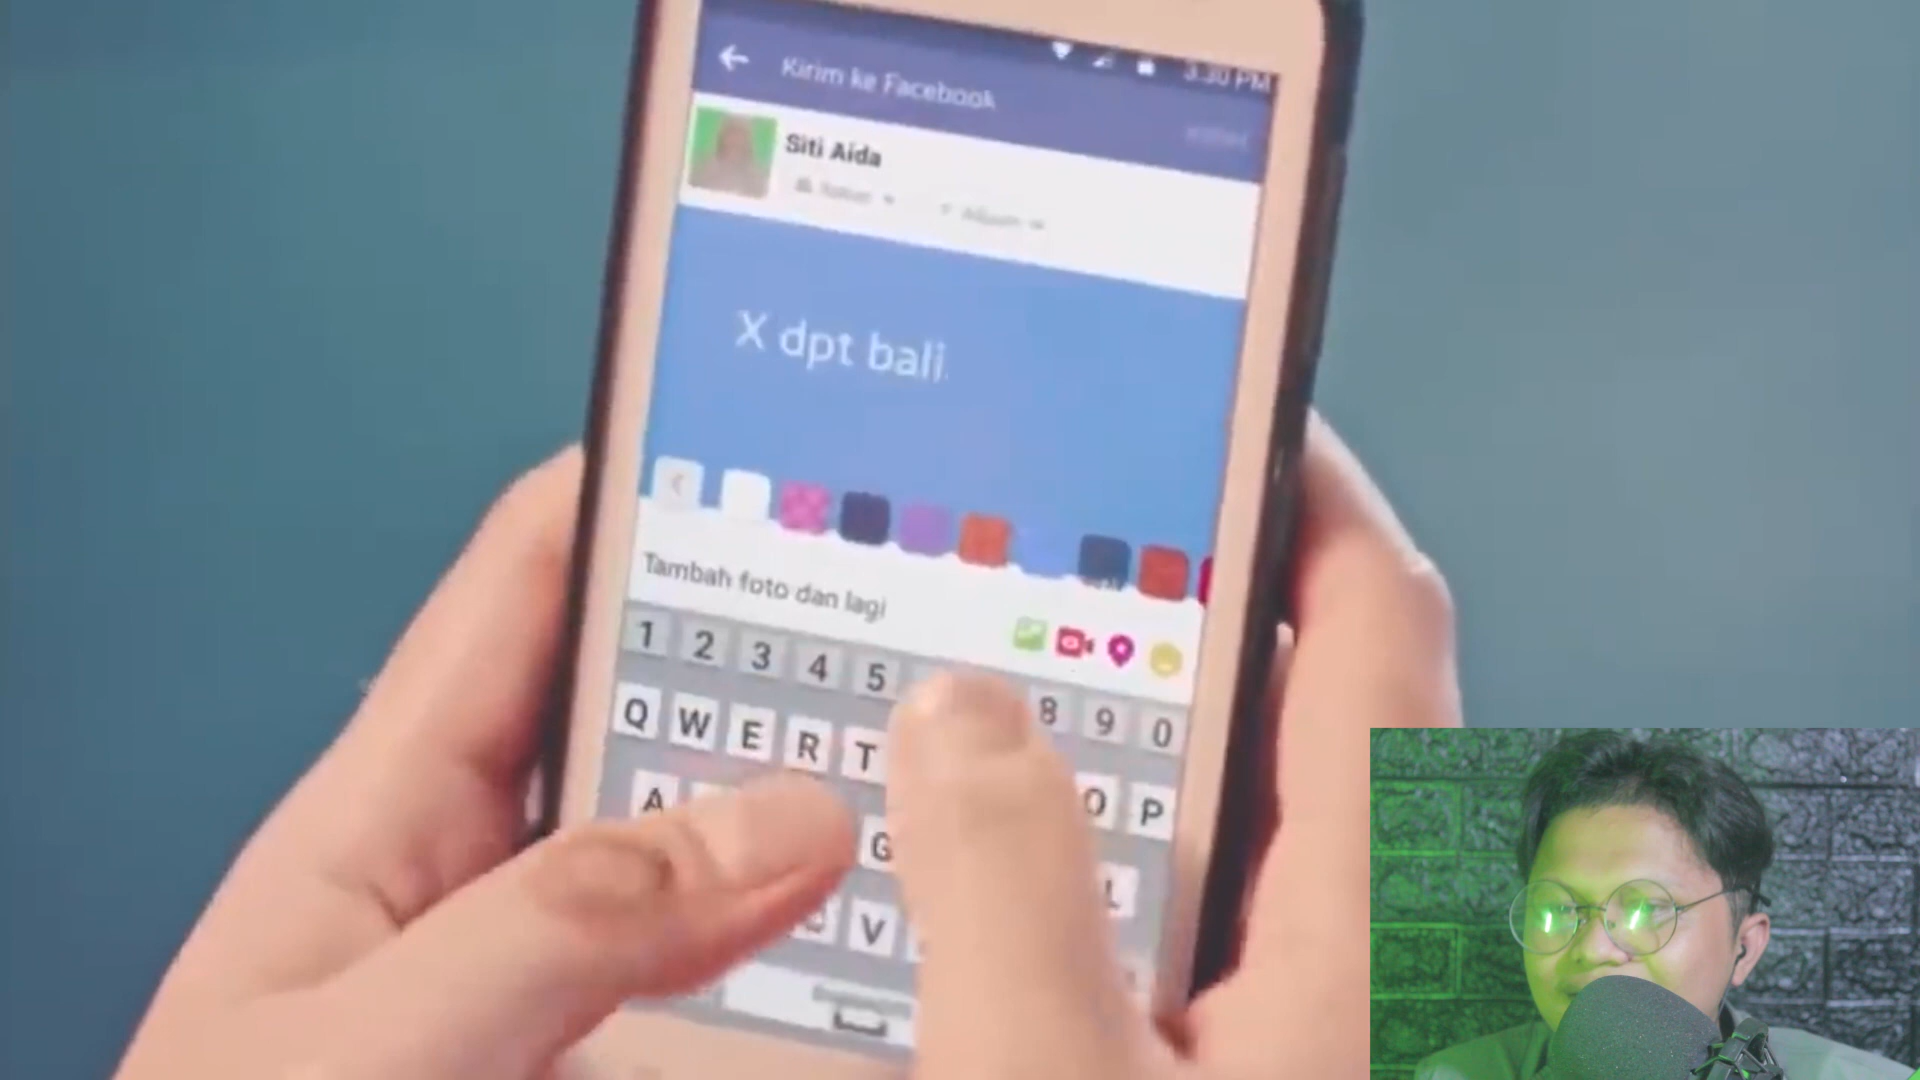 3.30 PM
Kirim ke Facebook
Siti Aida
X dpt bali
Tambah foto dan lagi
1 2 3 4 5 8 9 0
Q W E R T O P
A G L
V